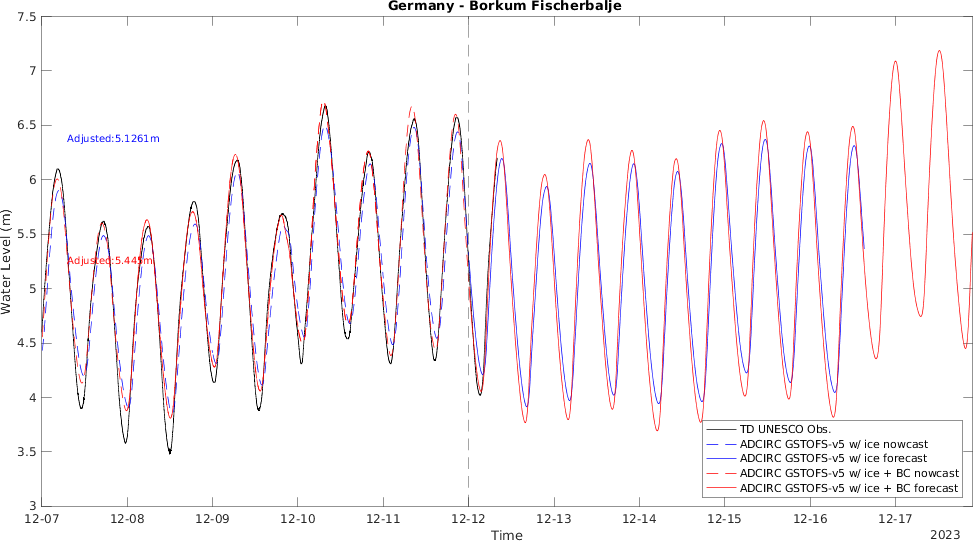 Germany - Borkum Fischerbalje
7.5
7
6.5
6
5.5
5
4.5
4
3.5
3
Water Level (m)
Adjusted:5.1261m
Adjusted:5.445m
TD UNESCO Obs.
ADCIRC GSTOFS-v5 w/ ice nowcast
ADCIRC GSTOFS-v5 w/ ice forecast
ADCIRC GSTOFS-v5 w/ ice + BC nowcast
ADCIRC GSTOFS-v5 w/ ice + BC forecast
12-07 12-08 12-09 12-10 12-11 12-12 12-13 12-14 12-15 12-16 12-17
Time
2023